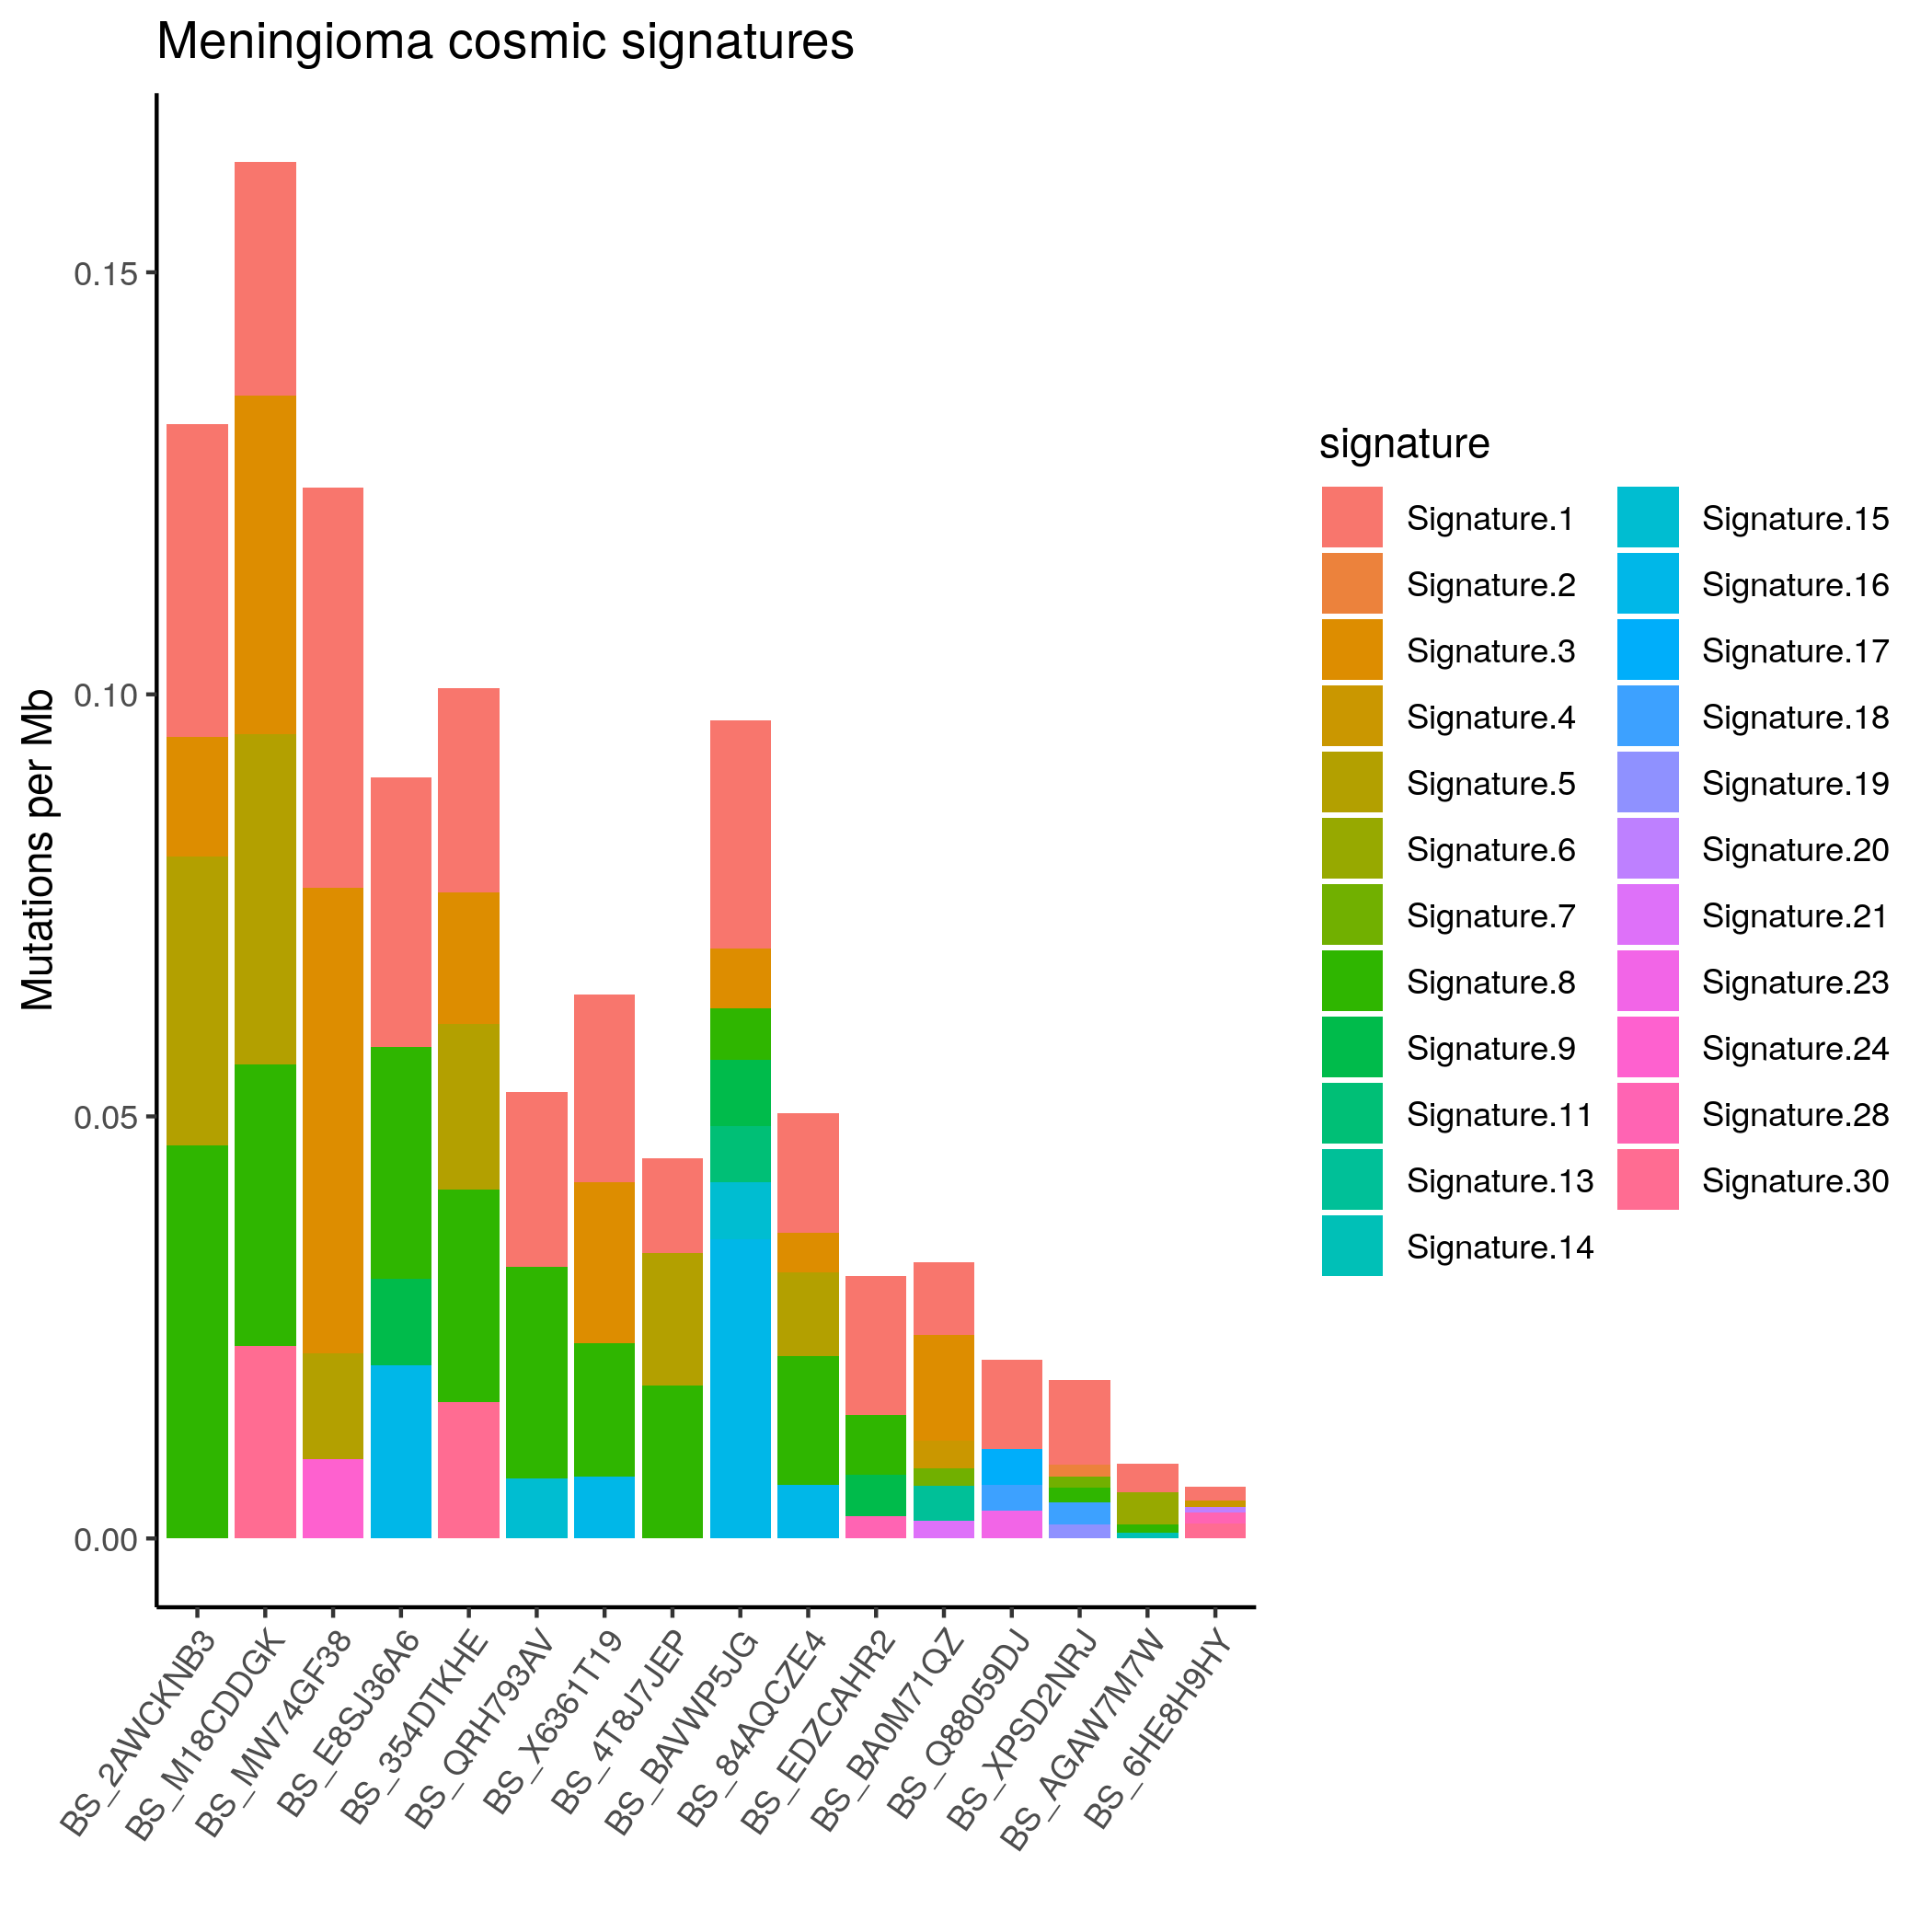 Meningioma cosmic signatures
Mutations per Mb
0.15
0.10
0.05
0.00
BS_2AWCKNB3
BS_M18CDDGK
BS_MW74GF38
BS_E8SJ36A6
BS_354DTKHE
BS_QRH793AV
BS_X6361T19
BS_4T8J7JEP
BS_BAVWP5JG
BS_84AQCZE4
BS_EDZCAHR2
BS_BA0M71QZ
BS_Q88059DJ
BS_XPSD2NRJ
BS_AGAW7M7W
BS_6HE8H9HY
signature
Signature.1
Signature.2
Signature.3
Signature.4
Signature.5
Signature.6
Signature.7
Signature.8
Signature.9
Signature.11
Signature.13
Signature.14
Signature.15
Signature.16
Signature.17
Signature.18
Signature.19
Signature.20
Signature.21
Signature.23
Signature.24
Signature.28
Signature.30